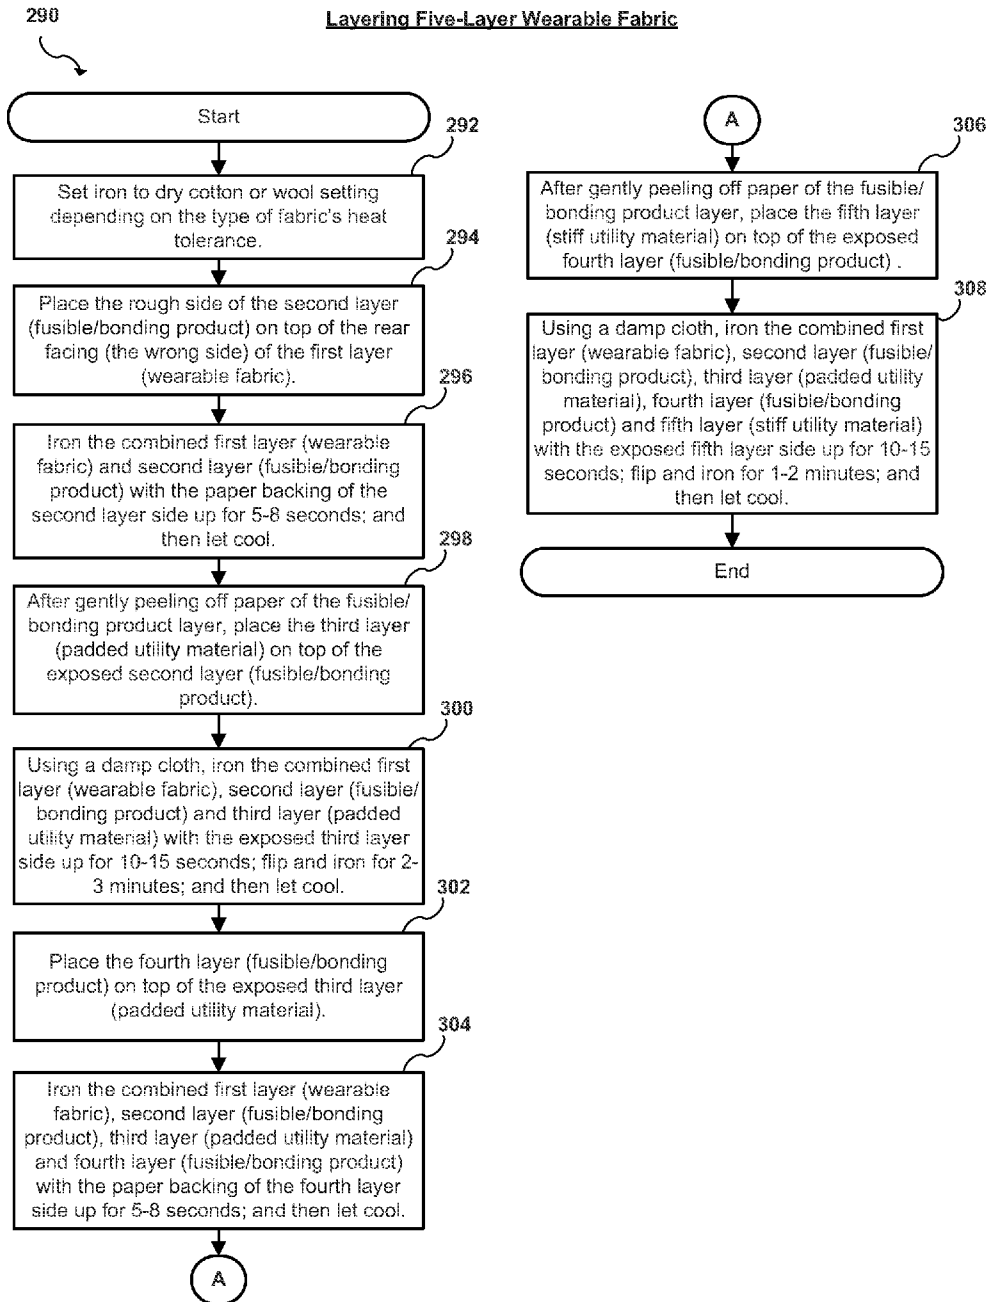 Layering Five-Layer Wearable Fabric
290
Start
292
Set iron to dry cotton or wool setting
depending on the type of fabric's heat
tolerance.
294
Place the rough side of the second layer
(fusible/bonding product) on top of the rear
facing (the wrong side) of the first layer
(wearable fabric).
296
Iron the combined first layer (wearable
fabric) and second layer (fusible/bonding
product) with the paper backing of the
second layer side up for 5-8 seconds; and
then let cool.
298
After gently peeling off paper of the fusible/
bonding product layer, place the third layer
(padded utility material) on top of the
exposed second layer (fusible/bonding
product).
300
Using a damp cloth, iron the combined first
layer (wearable fabric), second layer (fusible/
bonding product) and third layer (padded
utility material) with the exposed third layer
side up for 10-15 seconds; flip and iron for 2-
3 minutes; and then let cool.
302
Place the fourth layer (fusible/bonding
product) on top of the exposed third layer
(padded utility material).
304
Iron the combined first layer (wearable
fabric), second layer (fusible/bonding
product), third layer (padded utility material)
and fourth layer (fusible/bonding product)
with the paper backing of the fourth layer
side up for 5-8 seconds; and then let cool.
A
A
306
After gently peeling off paper of the fusible/
bonding product layer, place the fifth layer
(stiff utility material) on top of the exposed
fourth layer (fusible/bonding product) .
308
Using a damp cloth, iron the combined first
layer (wearable fabric), second layer (fusible/
bonding product), third layer (padded utility
material), fourth layer (fusible/bonding
product) and fifth layer (stiff utility material)
with the exposed fifth layer side up for 10-15
seconds; flip and iron for 1-2 minutes; and
then let cool.
End